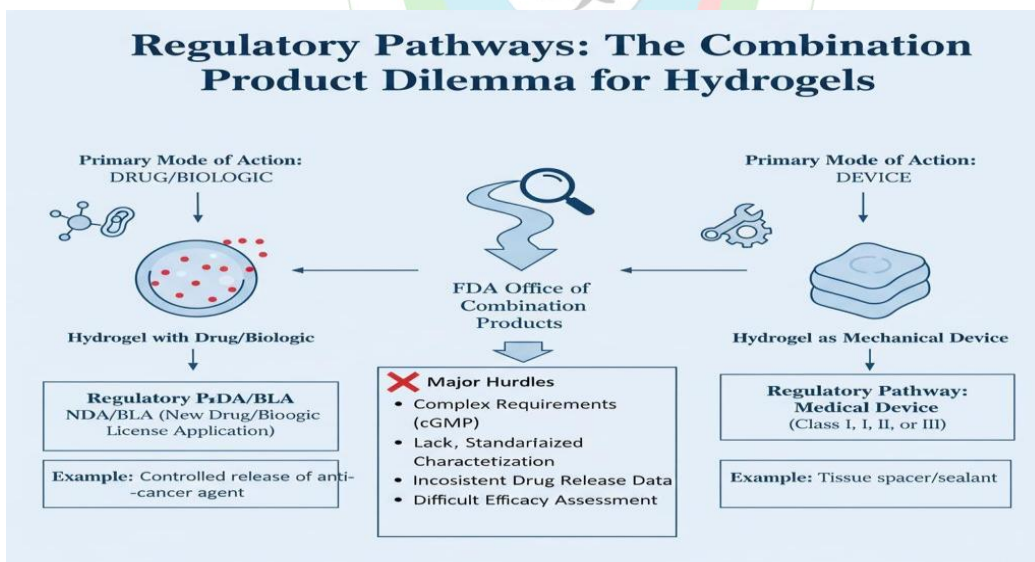 Regulatory Pathways: The Combination
Product Dilemma for Hydrogels
Primary Mode of Action:
DRUG/BIOLOGIC
Hydrogel with Drug/Biologic
Regulatory P₃DA/BLA
NDA/BLA (New Drug/Bioogic
License Application)
Example: Controlled release of anti-
-cancer agent
FDA Office of
Combination
Products
Major Hurdles
• Complex Requirements
(cGMP)
• Lack, Standarfaized
Charactetization
• Incosistent Drug Release Data
• Difficult Efficacy Assessment
Primary Mode of Action:
DEVICE
Hydrogel as Mechanical Device
Regulatory Pathway:
Medical Device
(Class I, I, II, or III)
Example: Tissue spacer/sealant